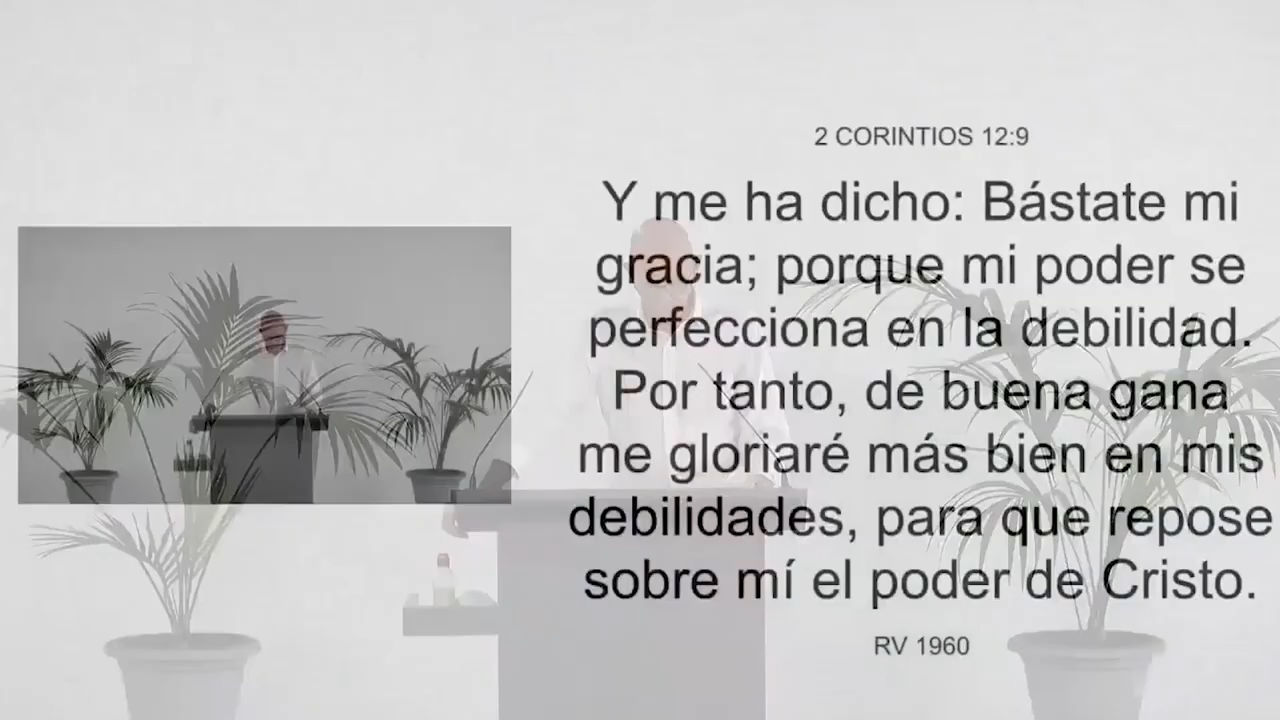 2 CORINTIOS 12:9
Y me ha dicho: Bástate mi
gracia; porque mi poder se
perfecciona en la debilidad.
Por tanto, de buena gana
me gloriaré más bien en mis
debilidades, para que repose
sobre mí el poder de Cristo.
RV 1960